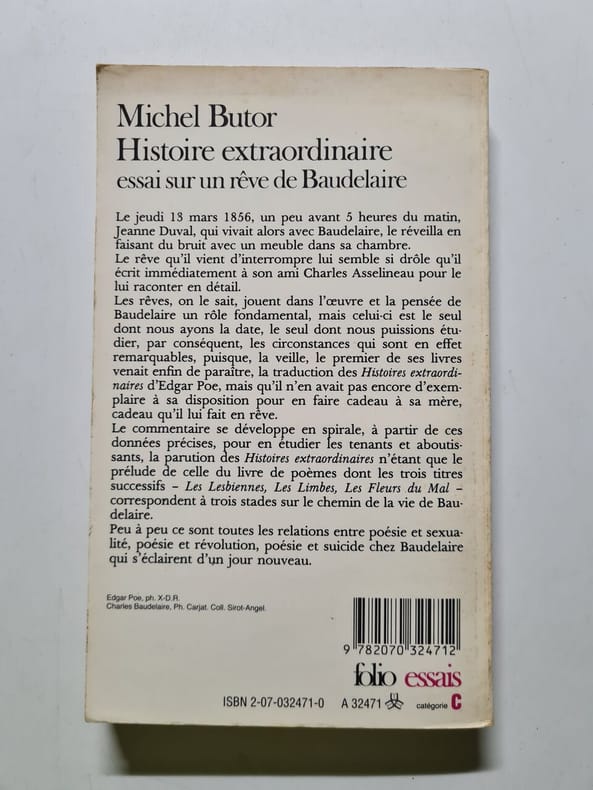 Michel Butor
Histoire extraordinaire
essai sur un rêve de Baudelaire
Le jeudi 13 mars 1856, un peu avant 5 heures du matin,
Jeanne Duval, qui vivait alors avec Baudelaire, le réveilla en
faisant du bruit avec un meuble dans sa chambre.
Le rêve qu'il vient d'interrompre lui semble si drôle qu'il
écrit immédiatement à son ami Charles Asselineau pour le
lui raconter en détail.
Les rêves, on le sait, jouent dans l'œuvre et la pensée de
Baudelaire un rôle fondamental, mais celui-ci est le seul
dont nous ayons la date, le seul dont nous puissions étu-
dier, par conséquent, les circonstances qui sont en effet
remarquables, puisque, la veille, le premier de ses livres
venait enfin de paraître, la traduction des Histoires extraordi-
naires d'Edgar Poe, mais qu'il n'en avait pas encore d'exem-
plaire à sa disposition pour en faire cadeau à sa mère,
cadeau qu'il lui fait en rêve.
Le commentaire se développe en spirale, à partir de ces
données précises, pour en étudier les tenants et aboutis-
sants, la parution des Histoires extraordinaires n'étant que le
prélude de celle du livre de poèmes dont les trois titres
successifs – Les Lesbiennes, Les Limbes, Les Fleurs du Mal –
correspondent à trois stades sur le chemin de la vie de Bau-
delaire.
Peu à peu ce sont toutes les relations entre poésie et sexua-
lité, poésie et révolution, poésie et suicide chez Baudelaire
qui s'éclairent d'un jour nouveau.
Edgar Poe, ph. X-D.R.
Charles Baudelaire, Ph. Carjat. Coll. Sirot-Angel.
9 782070 324712
folio essais
ISBN 2-07-032471-0 A 32471 catégorie C